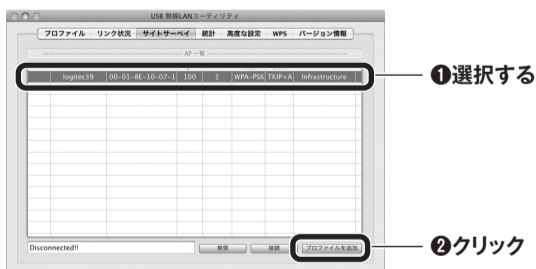 USB 無線LANユーティリティ
プロファイル リンク状況 サイトサーベイ 統計 高度な設定 WPS バージョン情報
AP 一覧
logitec39 00-01-8E-10-07-1 100 1 WPA-PSK TKIP+A Infrastructure
❶選択する
Disconnected!! 検索 接続 プロファイルを追加
❷クリック